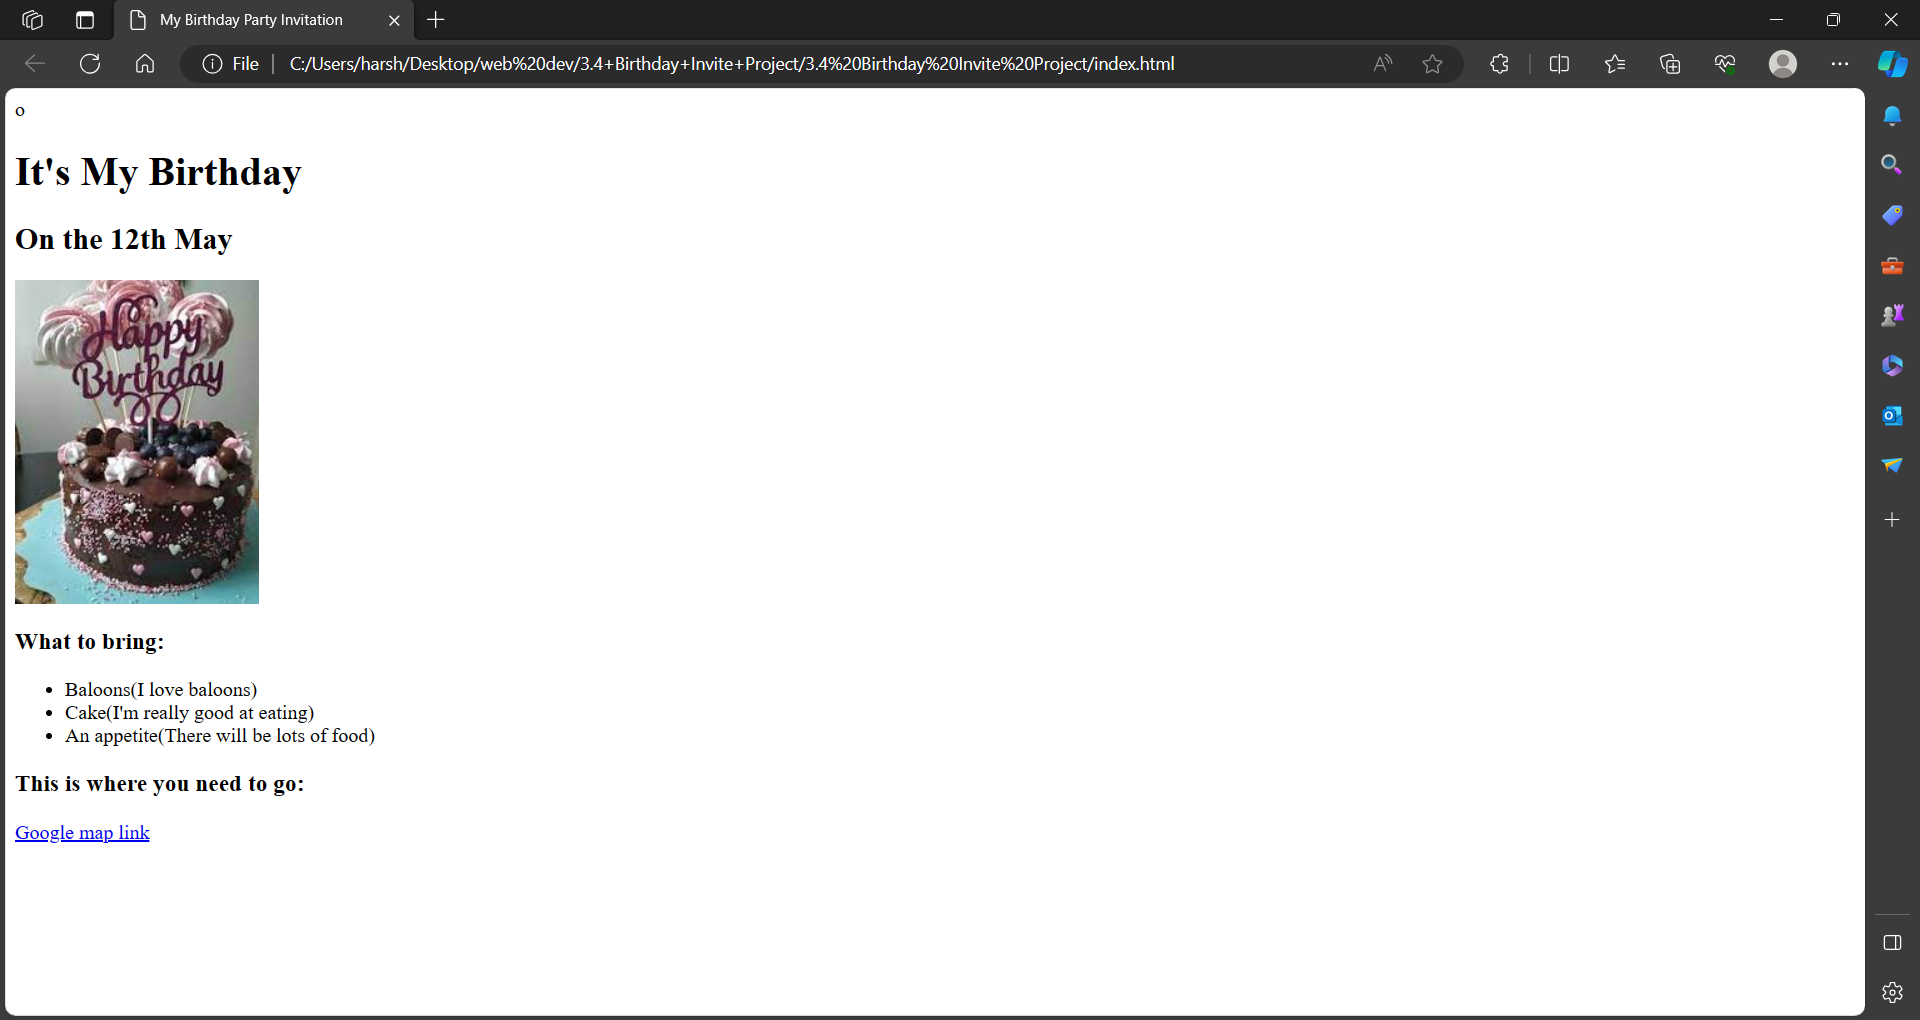 My Birthday Party Invitation
File C:/Users/harsh/Desktop/web%20dev/3.4+Birthday+Invite+Project/3.4%20Birthday%20Invite%20Project/index.html
o
It's My Birthday
On the 12th May
Happy
Birthday
What to bring:
Baloons(I love baloons)
Cake(I'm really good at eating)
An appetite(There will be lots of food)
This is where you need to go:
Google map link